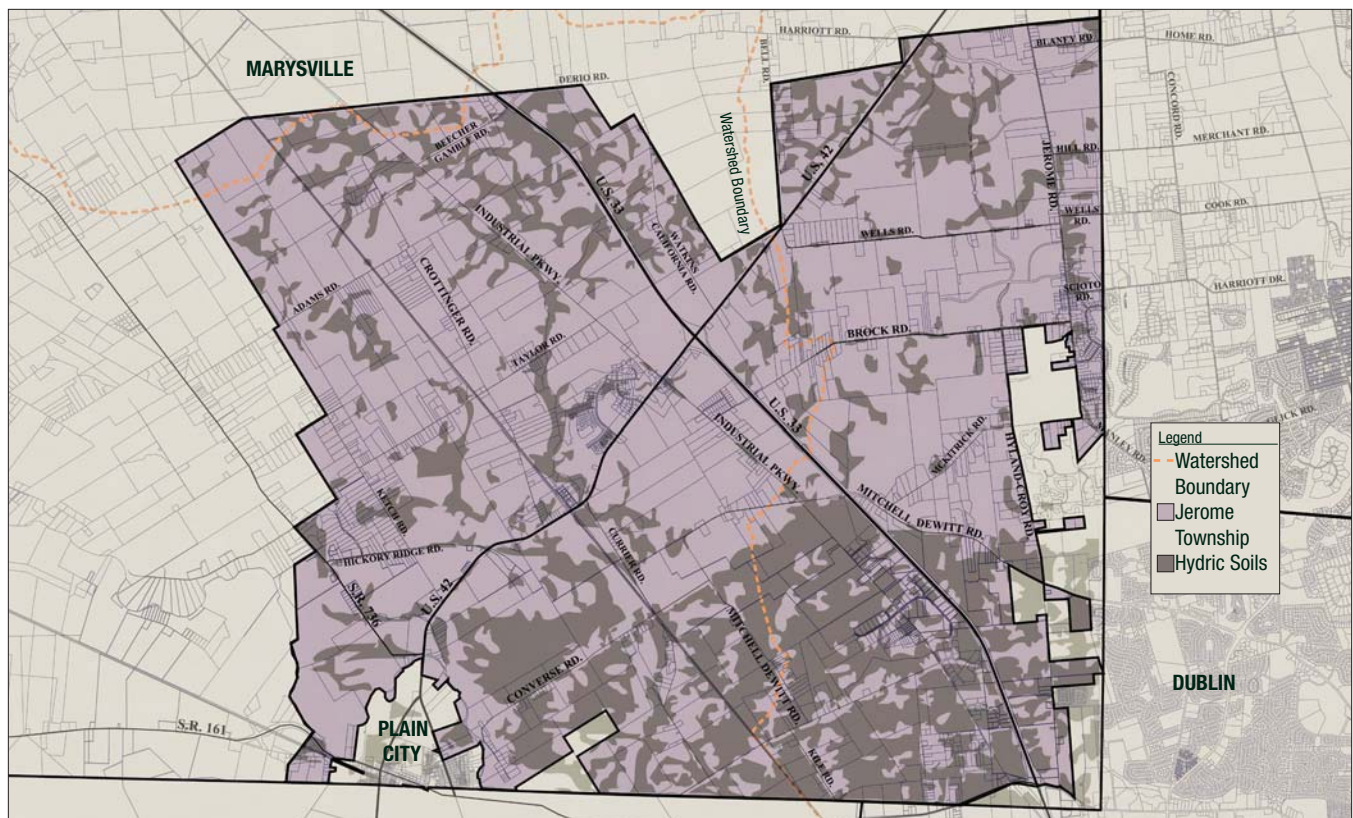 HARRIOTT RD.
BLANEY RD.
HOME RD.
MARYSVILLE
DERIO RD.
BELL RD.
CONCORD RD.
MERCHANT RD.
BEECHER
GAMBLE RD.
Watershed Boundary
U.S. 42
JEROME RD.
HILL RD.
U.S. 33
INDUSTRIAL PKWY
WATKINS
CALIFORNIA RD.
WELLS RD.
WELLS
RD.
COOK RD.
ADAMS RD.
CROTTINGER RD.
SCIOTO
RD.
HARRIOTT DR.
TAYLOR RD.
BROCK RD.
U.S. 33
INDUSTRIAL PKWY
MCKITRICK RD.
HYLAND-CROY RD.
GLICK RD.
Legend
Watershed
Boundary
Jerome
Township
Hydric Soils
KETCH RD.
MITCHELL DEWITT RD.
HICKORY RIDGE RD.
CURRIER RD.
S.R. 736
U.S. 42
MITCHELL DEWITT RD.
CONVERSE RD.
DUBLIN
S.R. 161
PLAIN
CITY